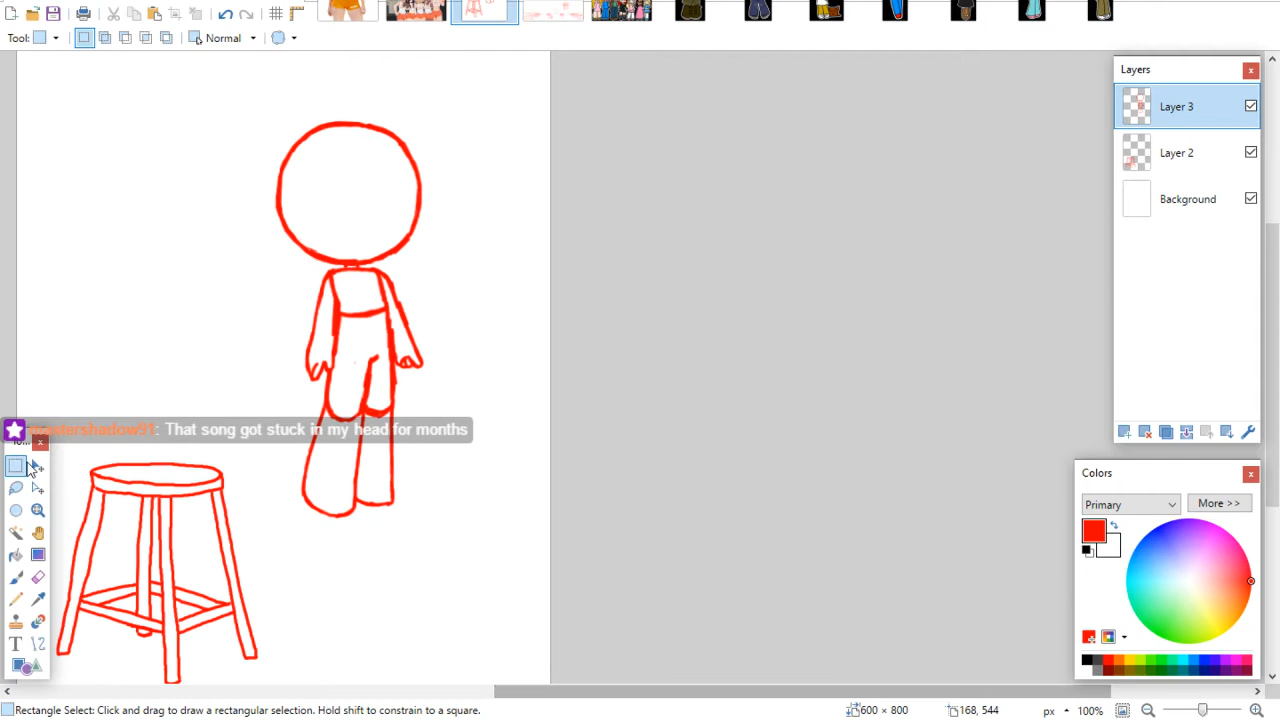 Tool:
Normal
Layers
Layer 3
Layer 2
Background
: That song got stuck in my head for months
Colors
Primary
More >>
Rectangle Select: Click and drag to draw a rectangular selection. Hold shift to constrain to a square.
600 × 800
168, 544
px
100%